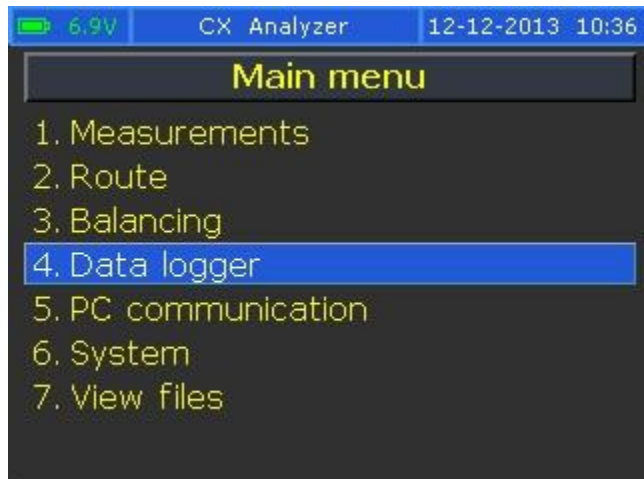 6.9V CX Analyzer 12-12-2013 10:36
Main menu
1. Measurements
2. Route
3. Balancing
4. Data logger
5. PC communication
6. System
7. View files